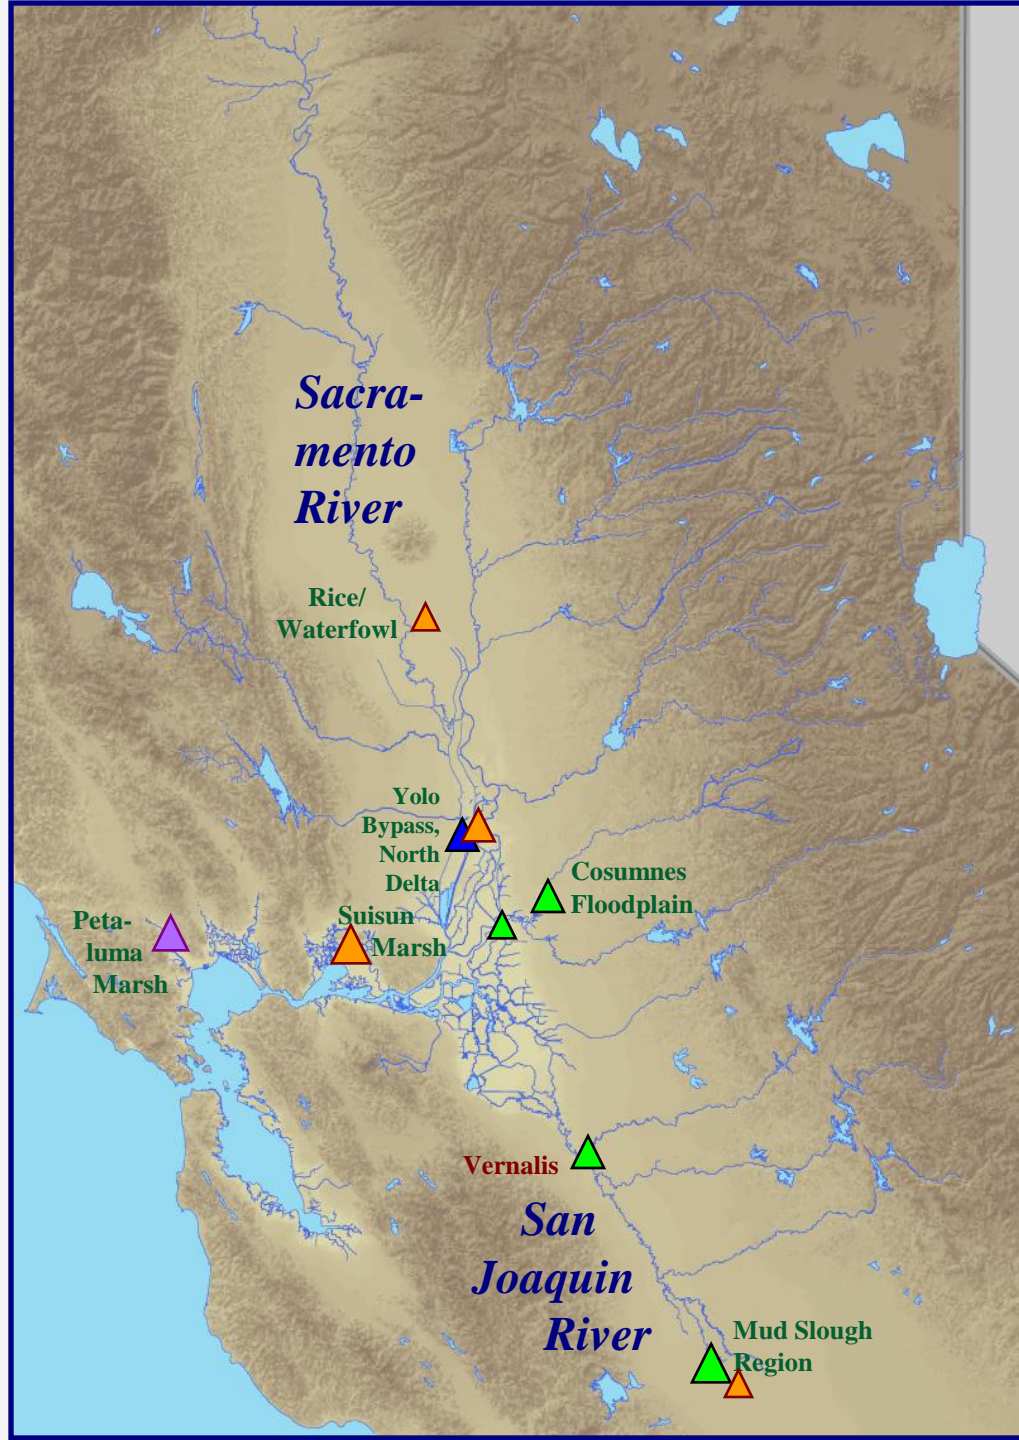 Sacra-
mento
River
Rice/
Waterfowl
Yolo
Bypass,
North
Delta
Cosumnes
Floodplain
Peta-
luma
Marsh
Suisun
Marsh
Vernalis
San
Joaquin
River
Mud Slough
Region